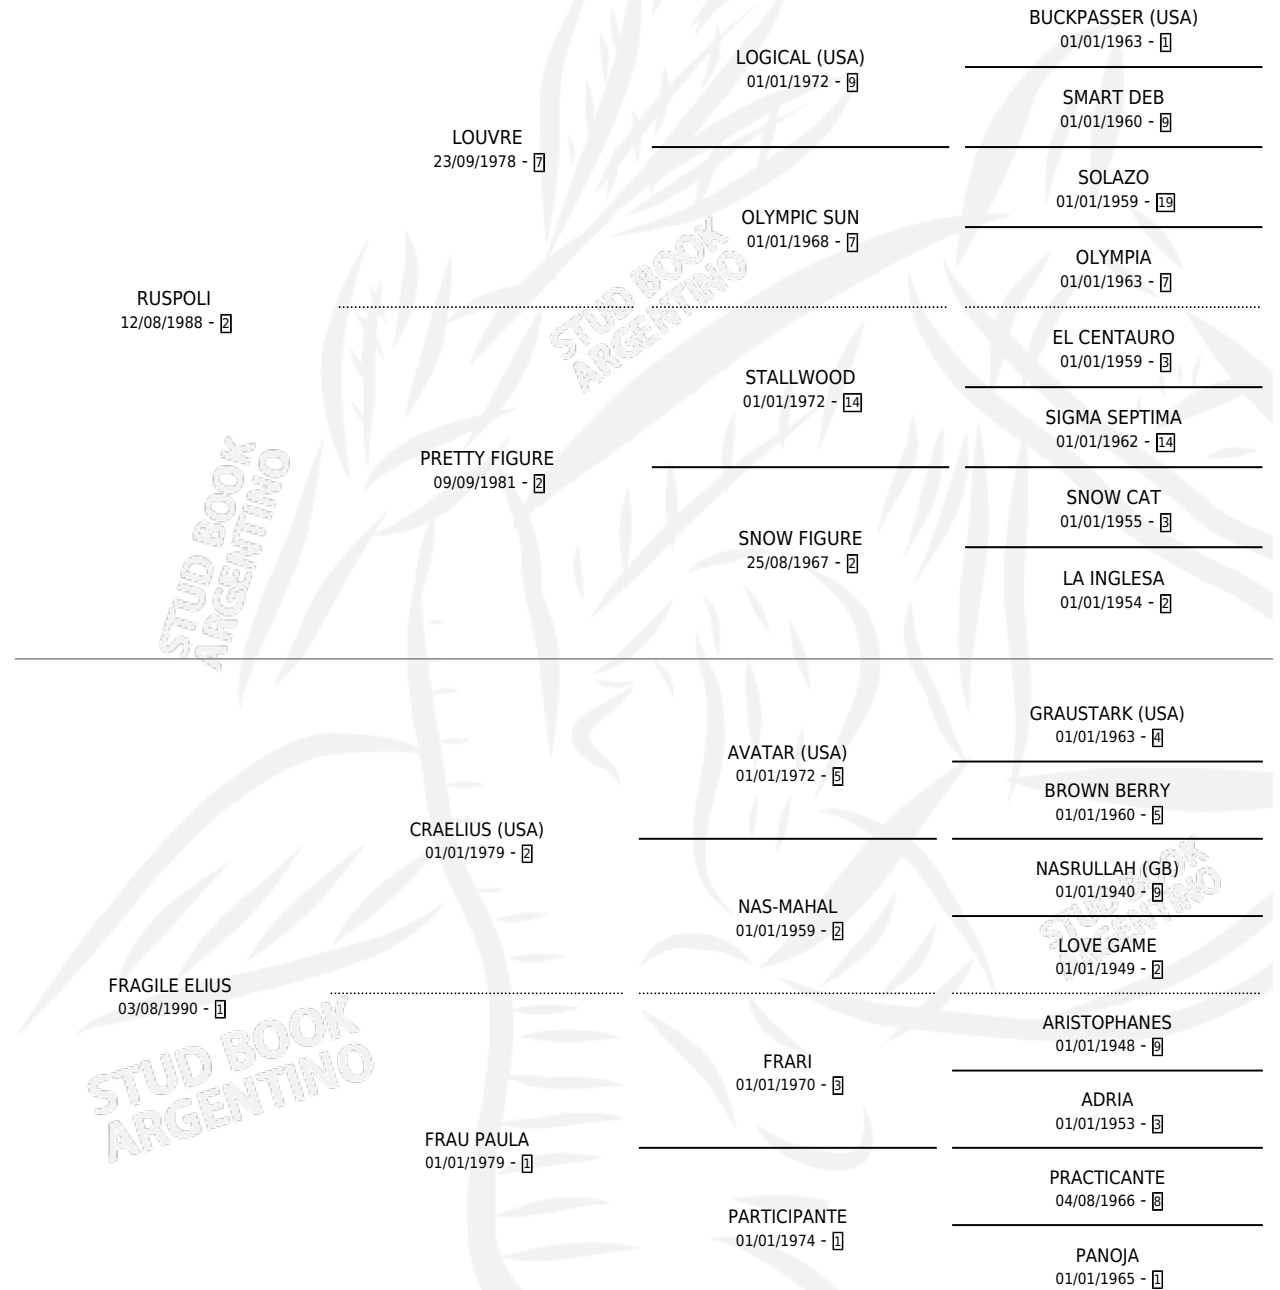 BUCKPASSER (USA)
01/01/1963 - 1
LOGICAL (USA)
01/01/1972 - 9
SMART DEB
01/01/1960 - 9
LOUVRE
23/09/1978 - 7
SOLAZO
01/01/1959 - 19
OLYMPIC SUN
01/01/1968 - 7
OLYMPIA
01/01/1963 - 7
RUSPOLI
12/08/1988 - 2
EL CENTAURO
01/01/1959 - 3
STALLWOOD
01/01/1972 - 14
SIGMA SEPTIMA
01/01/1962 - 14
PRETTY FIGURE
09/09/1981 - 2
SNOW CAT
01/01/1955 - 3
SNOW FIGURE
25/08/1967 - 2
LA INGLESA
01/01/1954 - 2
GRAUSTARK (USA)
01/01/1963 - 4
AVATAR (USA)
01/01/1972 - 5
BROWN BERRY
01/01/1960 - 5
CRAELIUS (USA)
01/01/1979 - 2
NASRULLAH (GB)
01/01/1940 - 9
NAS-MAHAL
01/01/1959 - 2
LOVE GAME
01/01/1949 - 2
FRAGILE ELIUS
03/08/1990 - 1
ARISTOPHANES
01/01/1948 - 9
FRARI
01/01/1970 - 3
ADRIA
01/01/1953 - 3
FRAU PAULA
01/01/1979 - 1
PRACTICANTE
04/08/1966 - 8
PARTICIPANTE
01/01/1974 - 1
PANOJA
01/01/1965 - 1
STUD BOOK
ARGENTINO
STUD BOOK
ARGENTINO
STUD BOOK
ARGENTINO
STUD BOOK
ARGENTINO